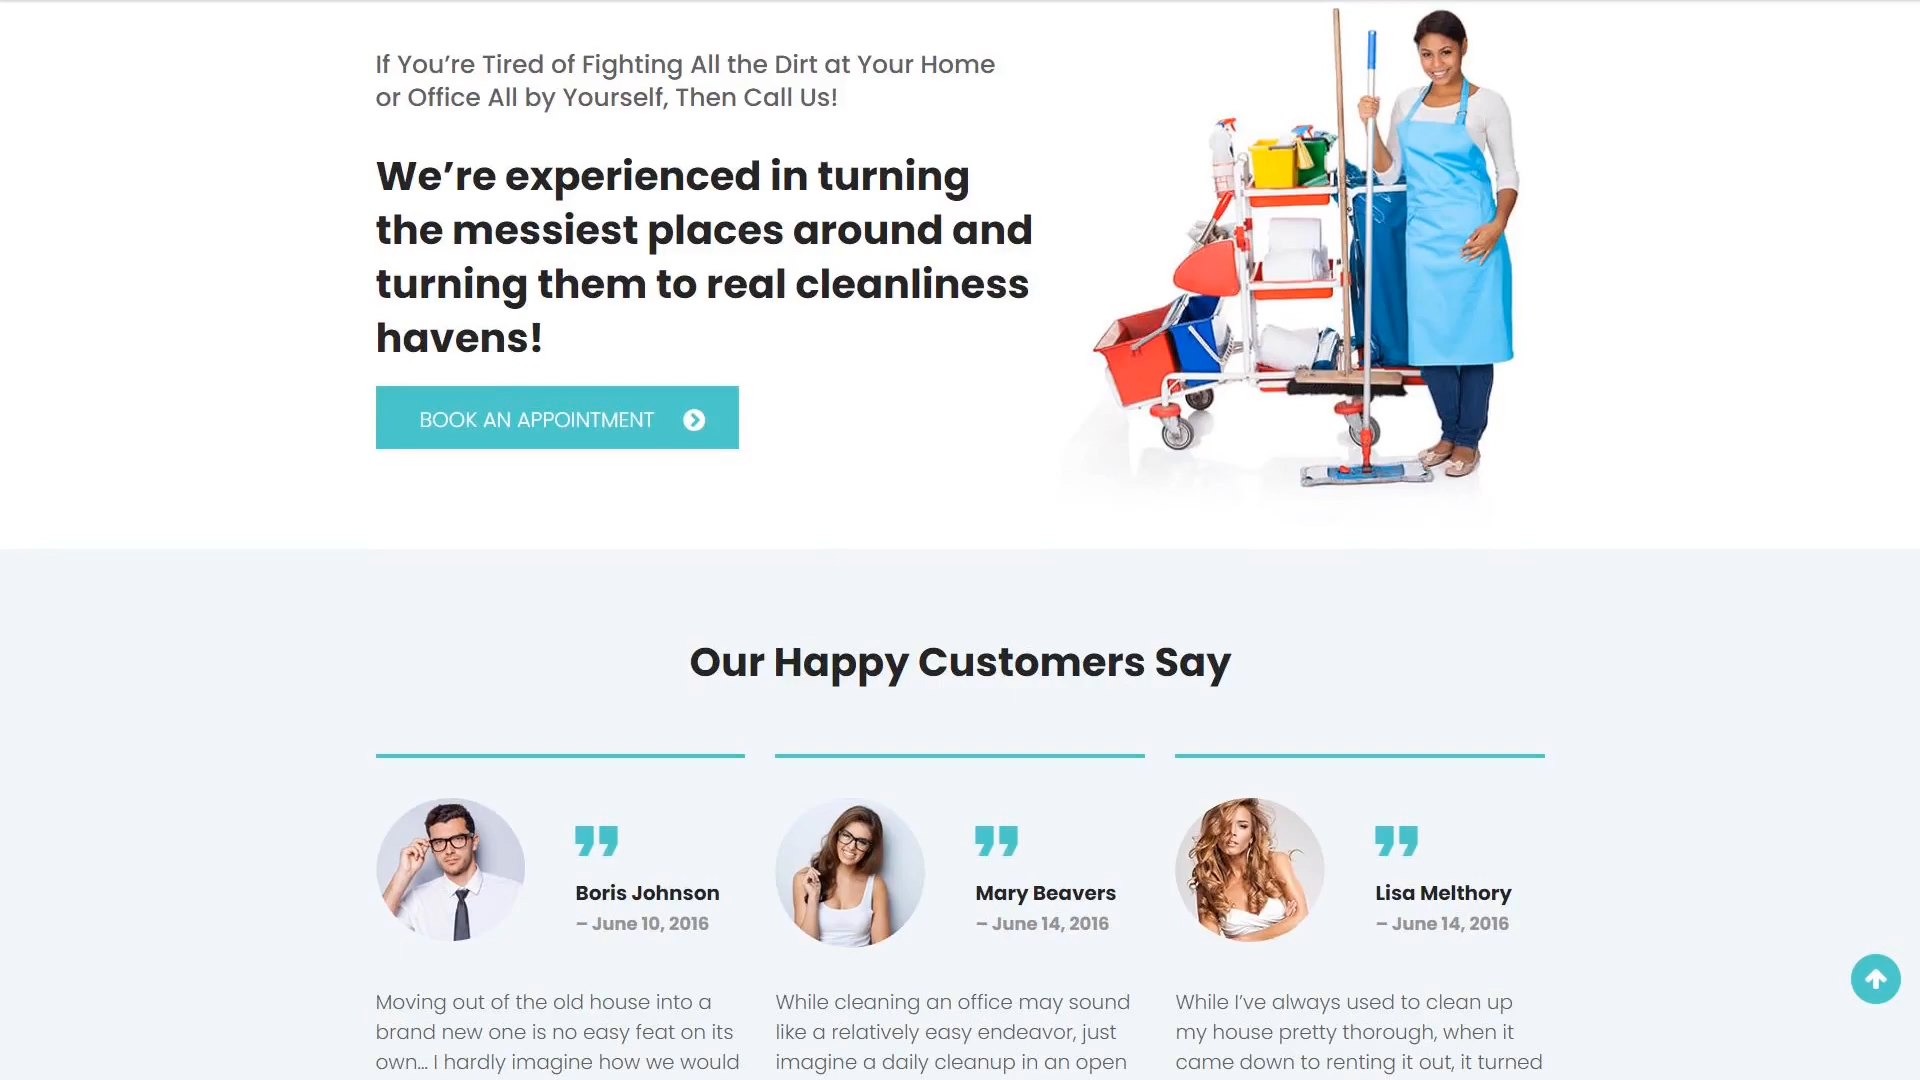 If You’re Tired of Fighting All the Dirt at Your Home
or Office All by Yourself, Then Call Us!
We’re experienced in turning
the messiest places around and
turning them to real cleanliness
havens!
BOOK AN APPOINTMENT
Our Happy Customers Say
Boris Johnson
– June 10, 2016
Moving out of the old house into a
brand new one is no easy feat on its
own… I hardly imagine how we would
Mary Beavers
– June 14, 2016
While cleaning an office may sound
like a relatively easy endeavor, just
imagine a daily cleanup in an open
Lisa Melthory
– June 14, 2016
While I’ve always used to clean up
my house pretty thorough, when it
came down to renting it out, it turned